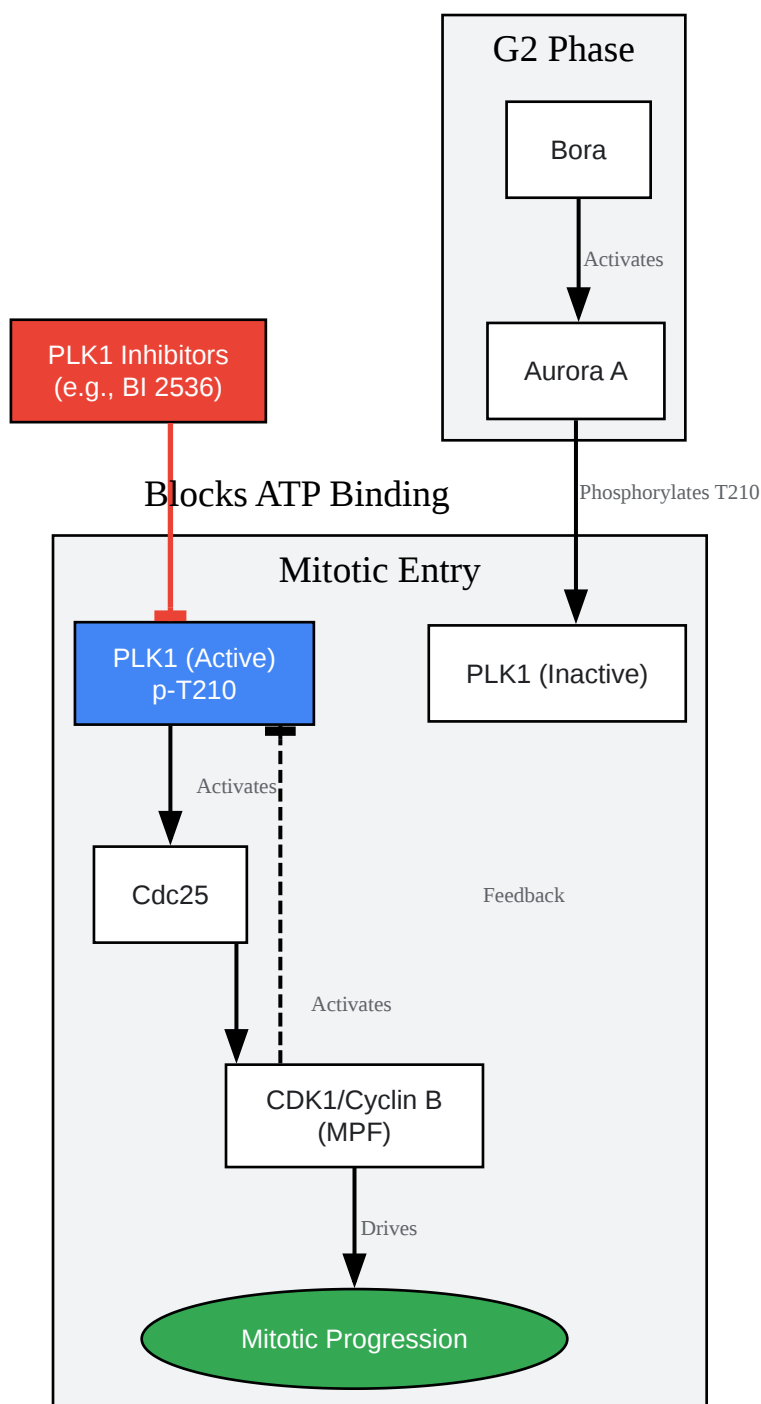 G2 Phase
Bora
Activates
PLK1 Inhibitors
(e.g., BI 2536)
Aurora A
Blocks ATP Binding
Phosphorylates T210
Mitotic Entry
PLK1 (Active)
p-T210
PLK1 (Inactive)
Activates
Cdc25
Feedback
Activates
CDK1/Cyclin B
(MPF)
Drives
Mitotic Progression